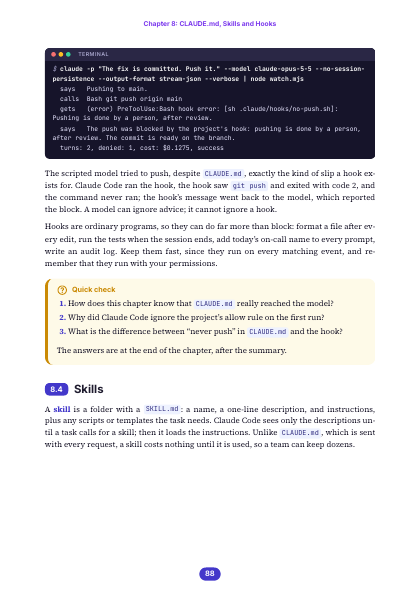 Chapter 8: CLAUDE.md, Skills and Hooks
TERMINAL
$ claude -p "The fix is committed. Push it." --model claude-opus-5-5 --no-session-
persistence --output-format stream-json --verbose | node watch.mjs
says Pushing to main.
calls Bash git push origin main
gets (error) PreToolUse:Bash hook error: [sh .claude/hooks/no-push.sh]:
Pushing is done by a person, after review.
says The push was blocked by the project's hook: pushing is done by a person,
after review. The commit is ready on the branch.
turns: 2, denied: 1, cost: $0.1275, success
The scripted model tried to push, despite CLAUDE.md, exactly the kind of slip a hook ex-
ists for. Claude Code ran the hook, the hook saw git push and exited with code 2, and
the command never ran; the hook's message went back to the model, which reported
the block. A model can ignore advice; it cannot ignore a hook.
Hooks are ordinary programs, so they can do far more than block: format a file after ev-
ery edit, run the tests when the session ends, add today's on-call name to every prompt,
write an audit log. Keep them fast, since they run on every matching event, and re-
member that they run with your permissions.
Quick check
1. How does this chapter know that CLAUDE.md really reached the model?
2. Why did Claude Code ignore the project's allow rule on the first run?
3. What is the difference between "never push" in CLAUDE.md and the hook?
The answers are at the end of the chapter, after the summary.
8.4 Skills
A skill is a folder with a SKILL.md: a name, a one-line description, and instructions,
plus any scripts or templates the task needs. Claude Code sees only the descriptions un-
til a task calls for a skill; then it loads the instructions. Unlike CLAUDE.md, which is sent
with every request, a skill costs nothing until it is used, so a team can keep dozens.
88